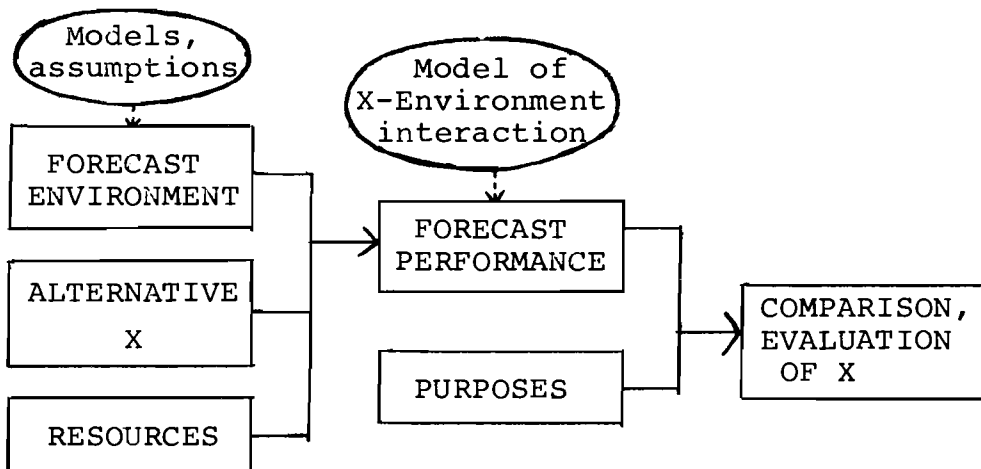 Models,
assumptions
Model of
X-Environment
interaction
FORECAST
ENVIRONMENT
FORECAST
PERFORMANCE
ALTERNATIVE
X
COMPARISON,
EVALUATION
OF X
PURPOSES
RESOURCES